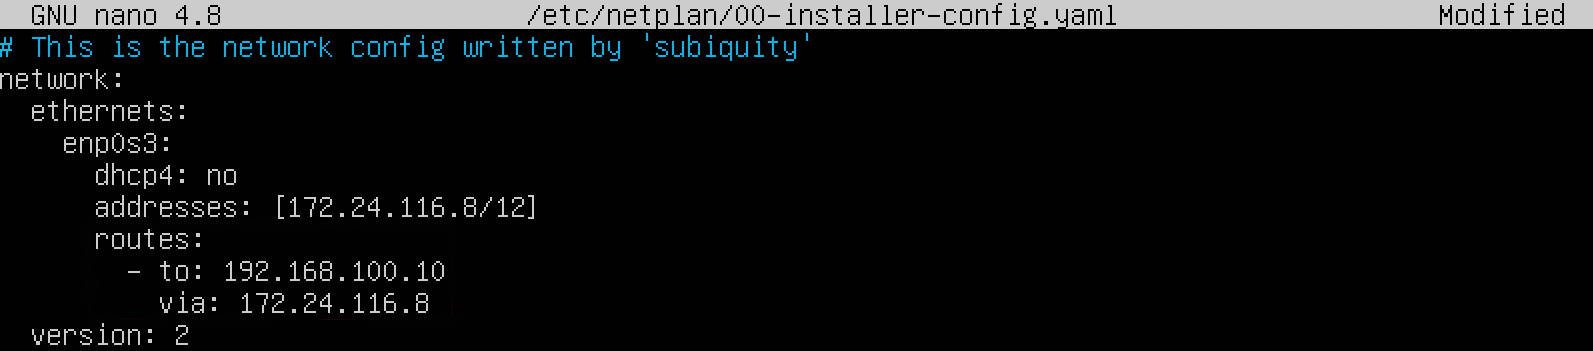 GNU nano 4.8 /etc/netplan/00-installer-config.yaml Modified
# This is the network config written by 'subiquity'
network:
  ethernets:
    enp0s3:
      dhcp4: no
      addresses: [172.24.116.8/12]
      routes:
        - to: 192.168.100.10
          via: 172.24.116.8
  version: 2